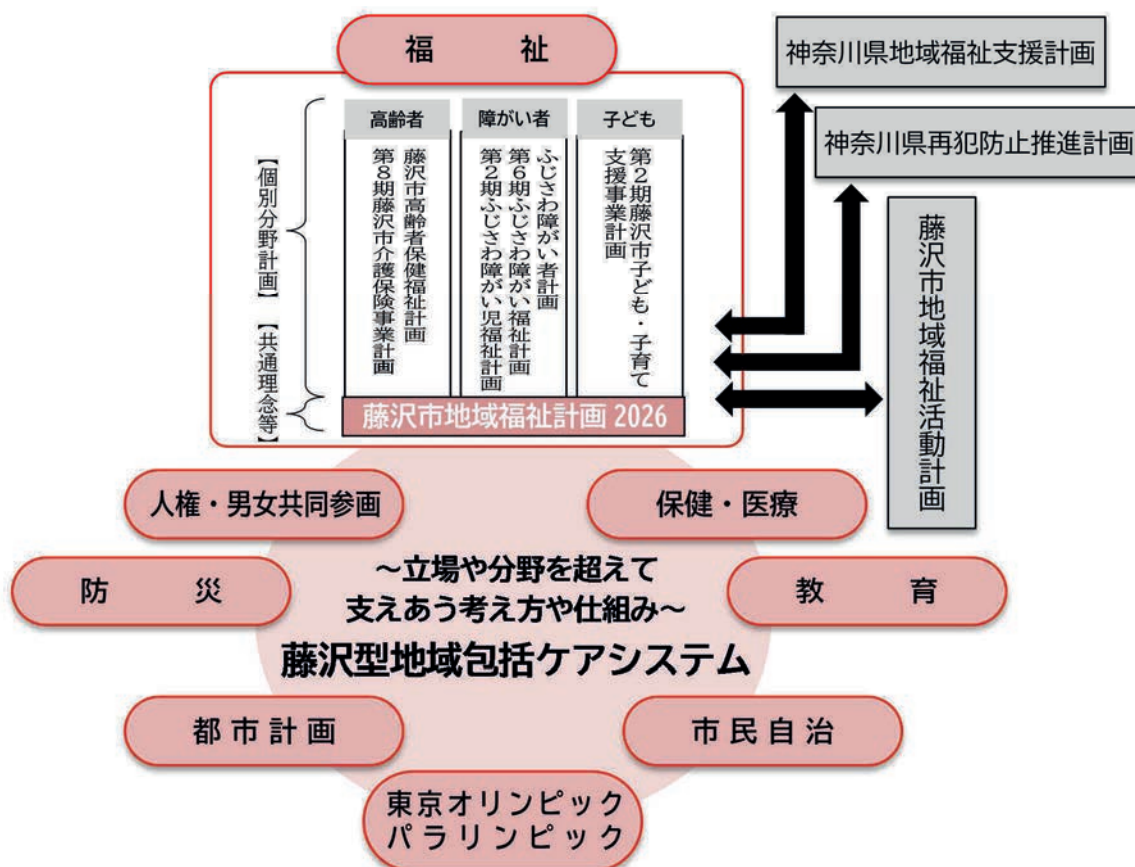 福 祉
神奈川県地域福祉支援計画
神奈川県再犯防止推進計画
藤沢市地域福祉活動計画
【個別分野計画】
【共通理念等】
高齢者
藤沢市高齢者保健福祉計画
第8期藤沢市介護保険事業計画
障がい者
ふじさわ障がい者計画
第6期ふじさわ障がい福祉計画
第2期ふじさわ障がい児福祉計画
子ども
第2期藤沢市子ども・子育て
支援事業計画
藤沢市地域福祉計画 2026
人権・男女共同参画
保健・医療
防 災
教 育
～立場や分野を超えて
支えあう考え方や仕組み～
藤沢型地域包括ケアシステム
都市計画
市民自治
東京オリンピック
パラリンピック